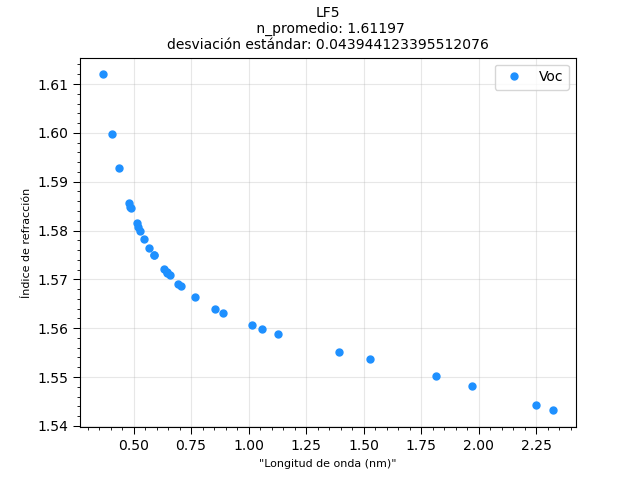 LF5
n_promedio: 1.61197
desviación estándar: 0.043944123395512076
Voc
1.61
1.60
1.59
1.58
1.57
1.56
1.55
1.54
Índice de refracción
0.50 0.75 1.00 1.25 1.50 1.75 2.00 2.25
"Longitud de onda (nm)"